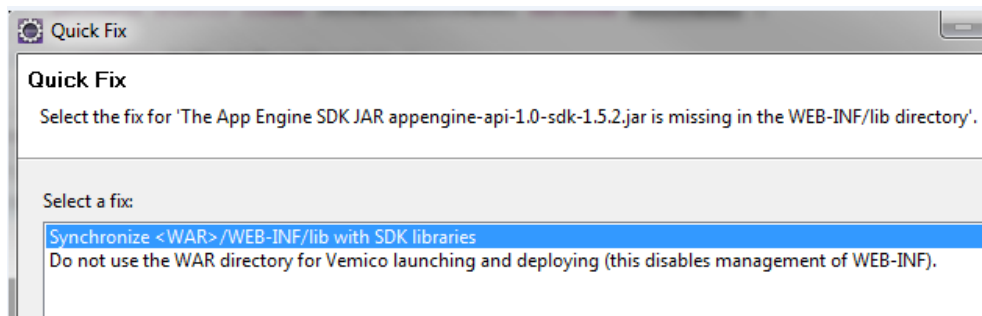 Quick Fix
Quick Fix
Select the fix for 'The App Engine SDK JAR appengine-api-1.0-sdk-1.5.2.jar is missing in the WEB-INF/lib directory'.
Select a fix:
Synchronize <WAR>/WEB-INF/lib with SDK libraries
Do not use the WAR directory for Vemico launching and deploying (this disables management of WEB-INF).